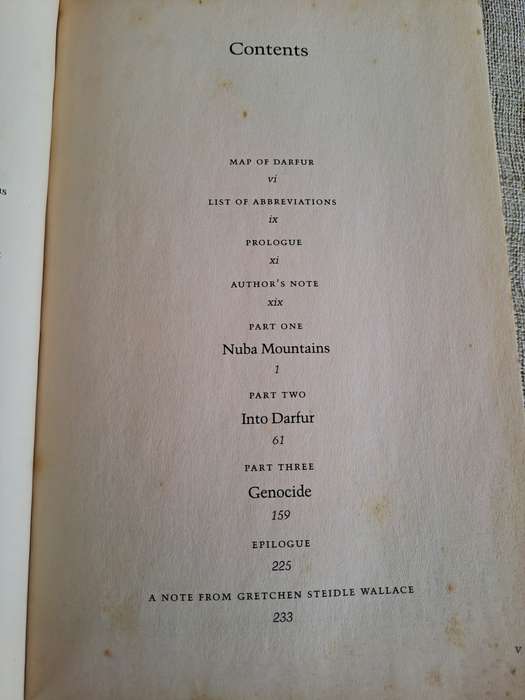 Contents
MAP OF DARFUR
vi
LIST OF ABBREVIATIONS
ix
PROLOGUE
xi
AUTHOR'S NOTE
xix
PART ONE
Nuba Mountains
1
PART TWO
Into Darfur
61
PART THREE
Genocide
159
EPILOGUE
225
A NOTE FROM GRETCHEN STEIDLE WALLACE
233
v